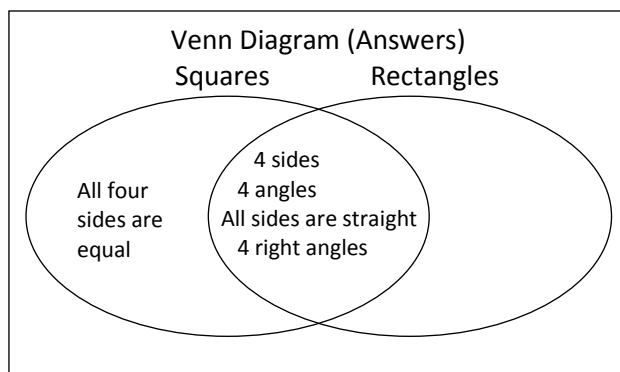 Venn Diagram (Answers)
Squares
Rectangles
All four
sides are
equal
4 sides
4 angles
All sides are straight
4 right angles